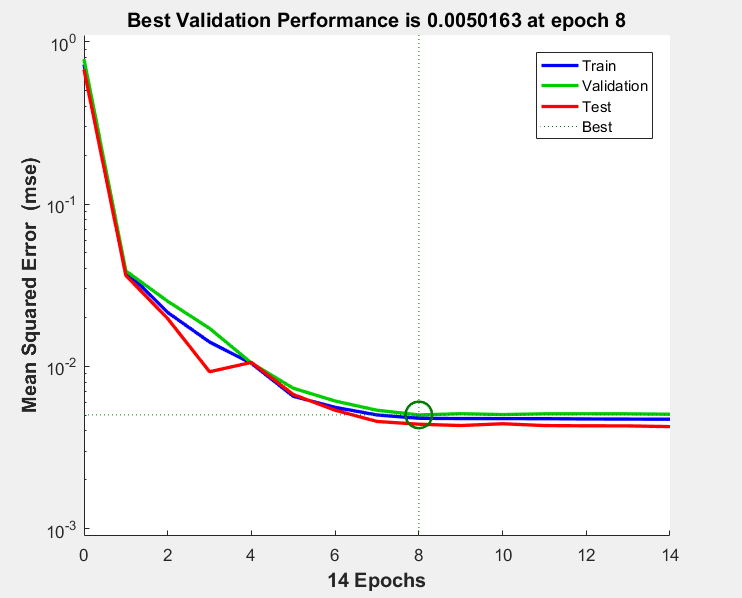 Best Validation Performance is 0.0050163 at epoch 8
10^0
10^-1
10^-2
10^-3
Mean Squared Error (mse)
Train
Validation
Test
Best
0 2 4 6 8 10 12 14
14 Epochs